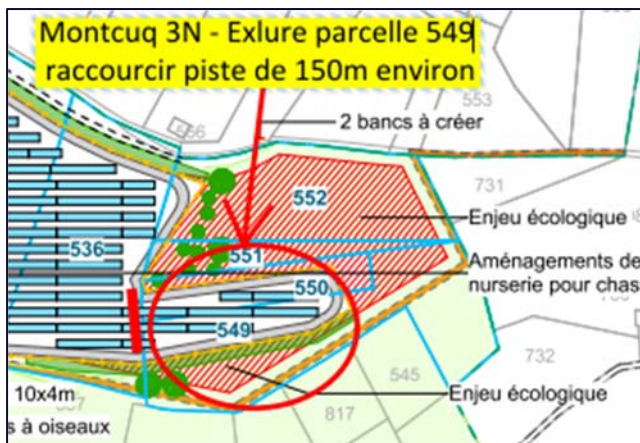 Montcuq 3N - Exlure parcelle 549
raccourcir piste de 150m environ
2 bancs à créer
553
552
731
Enjeu écologique
536
551
Aménagements de
nurserie pour chas
550
549
732
545
Enjeu écologique
10x4m
817
s à oiseaux